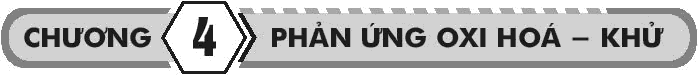 CHƯƠNG 4 PHẢN ỨNG OXI HOÁ – KHỬ